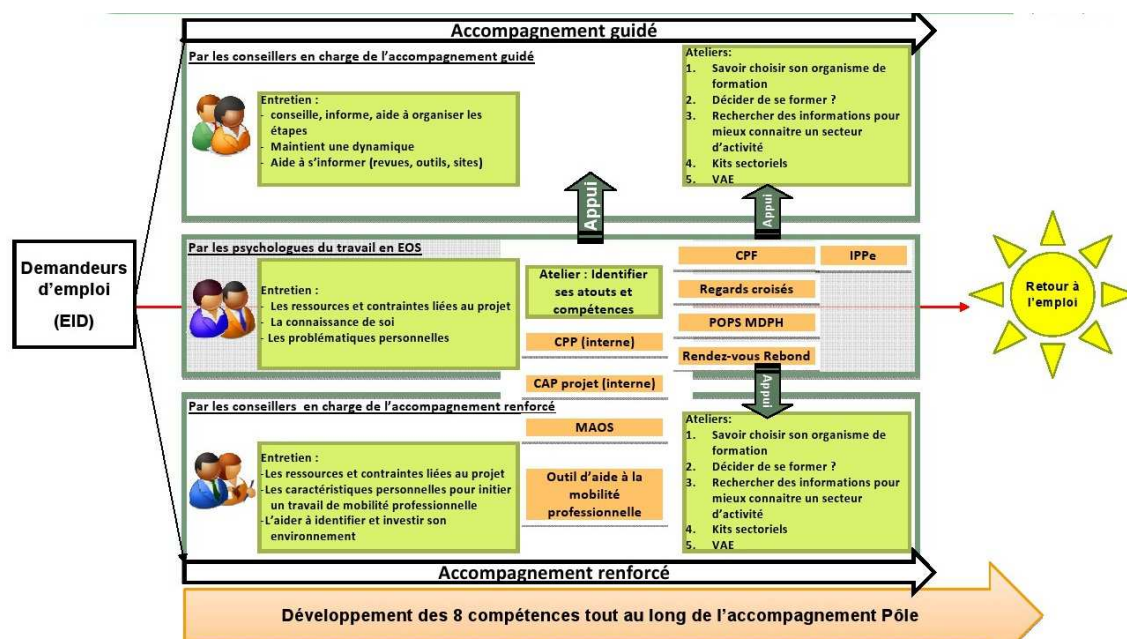 Accompagnement guidé
Par les conseillers en charge de l'accompagnement guidé
Entretien :
- conseille, informe, aide à organiser les
étapes
- Maintient une dynamique
- Aide à s'informer (revues, outils, sites)
Ateliers:
1. Savoir choisir son organisme de
formation
2. Décider de se former ?
3. Rechercher des informations pour
mieux connaitre un secteur
d'activité
4. Kits sectoriels
5. VAE
Appui
Appui
Demandeurs
d'emploi
(EID)
Par les psychologues du travail en EOS
Entretien :
- Les ressources et contraintes liées au projet
- La connaissance de soi
- Les problématiques personnelles
Atelier : Identifier
ses atouts et
compétences
CPP (interne)
CAP projet (interne)
MAOS
Outil d'aide à la
mobilité
professionnelle
CPF
IPPe
Regards croisés
POPS MDPH
Rendez-vous Rebond
Appui
Retour à
l'emploi
Par les conseillers en charge de l'accompagnement renforcé
Entretien :
-Les ressources et contraintes liées au projet
-Les caractéristiques personnelles pour initier
un travail de mobilité professionnelle
-L'aider à identifier et investir son
environnement
Ateliers:
1. Savoir choisir son organisme de
formation
2. Décider de se former ?
3. Rechercher des informations pour
mieux connaitre un secteur
d'activité
4. Kits sectoriels
5. VAE
Accompagnement renforcé
Développement des 8 compétences tout au long de l'accompagnement Pôle